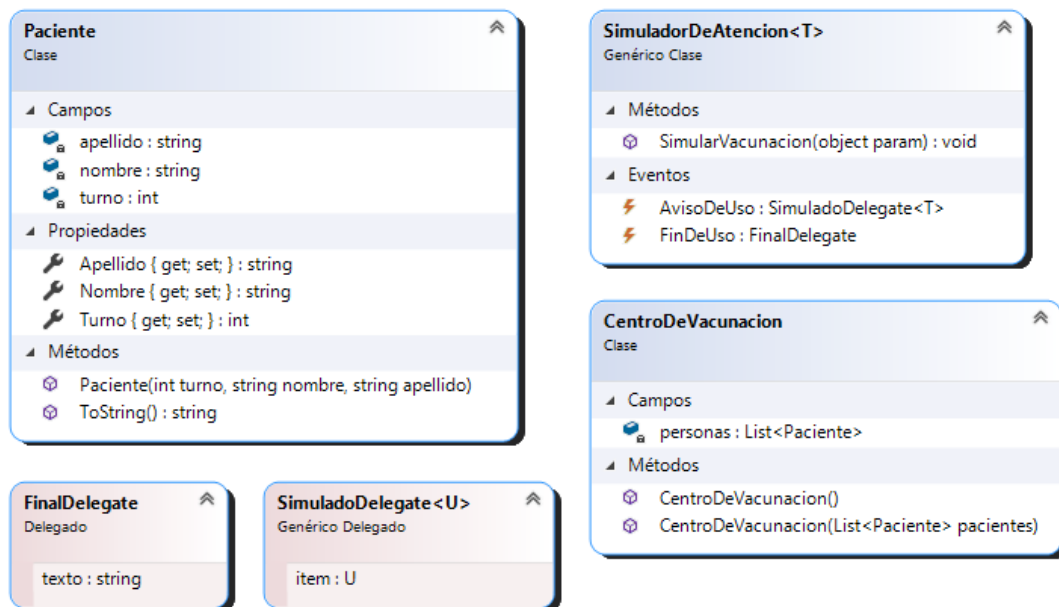 Paciente
Clase
Campos
apellido : string
nombre : string
turno : int
Propiedades
Apellido { get; set; } : string
Nombre { get; set; } : string
Turno { get; set; } : int
Métodos
Paciente(int turno, string nombre, string apellido)
ToString() : string
SimuladorDeAtencion<T>
Genérico Clase
Métodos
SimularVacunacion(object param) : void
Eventos
AvisoDeUso : SimuladoDelegate<T>
FinDeUso : FinalDelegate
CentroDeVacunacion
Clase
Campos
personas : List<Paciente>
Métodos
CentroDeVacunacion()
CentroDeVacunacion(List<Paciente> pacientes)
FinalDelegate
Delegado
texto : string
SimuladoDelegate<U>
Genérico Delegado
item : U